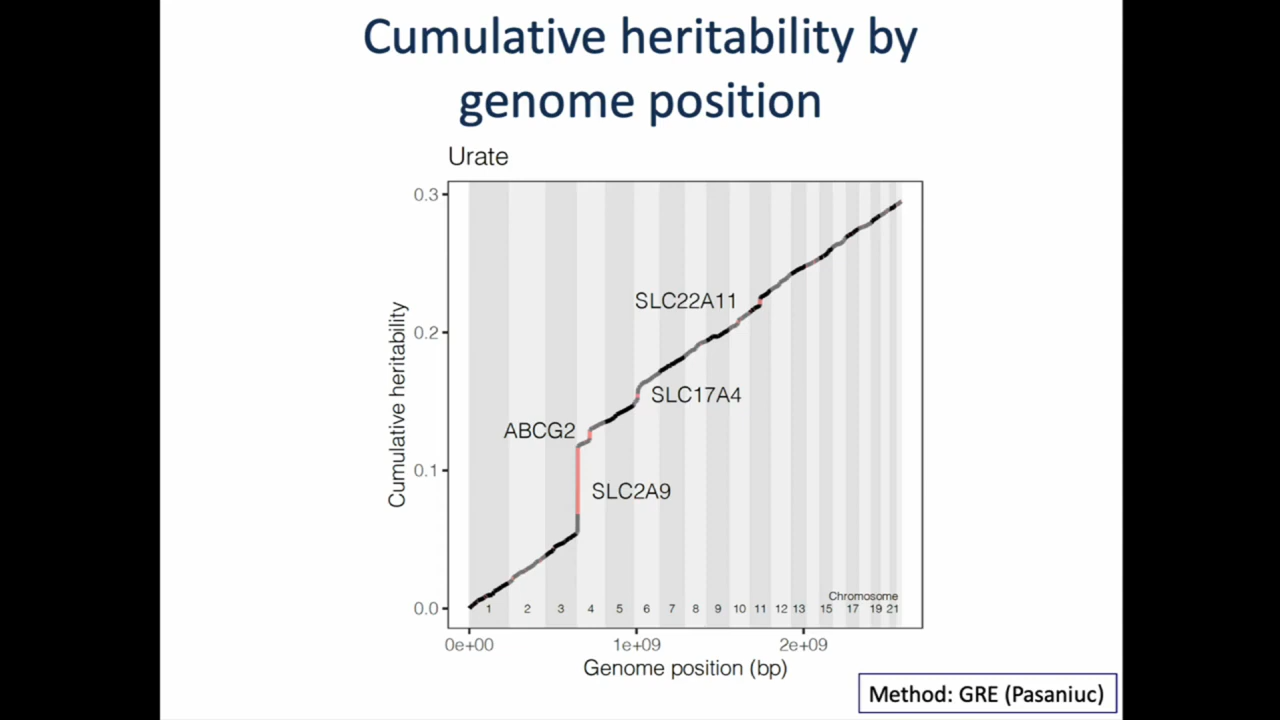 Cumulative heritability by
genome position
Urate
0.3
0.2
0.1
0.0
Cumulative heritability
SLC22A11
SLC17A4
ABCG2
SLC2A9
Chromosome
1 2 3 4 5 6 7 8 9 10 11 12 13 15 17 19 21
0e+00 1e+09 2e+09
Genome position (bp)
Method: GRE (Pasaniuc)